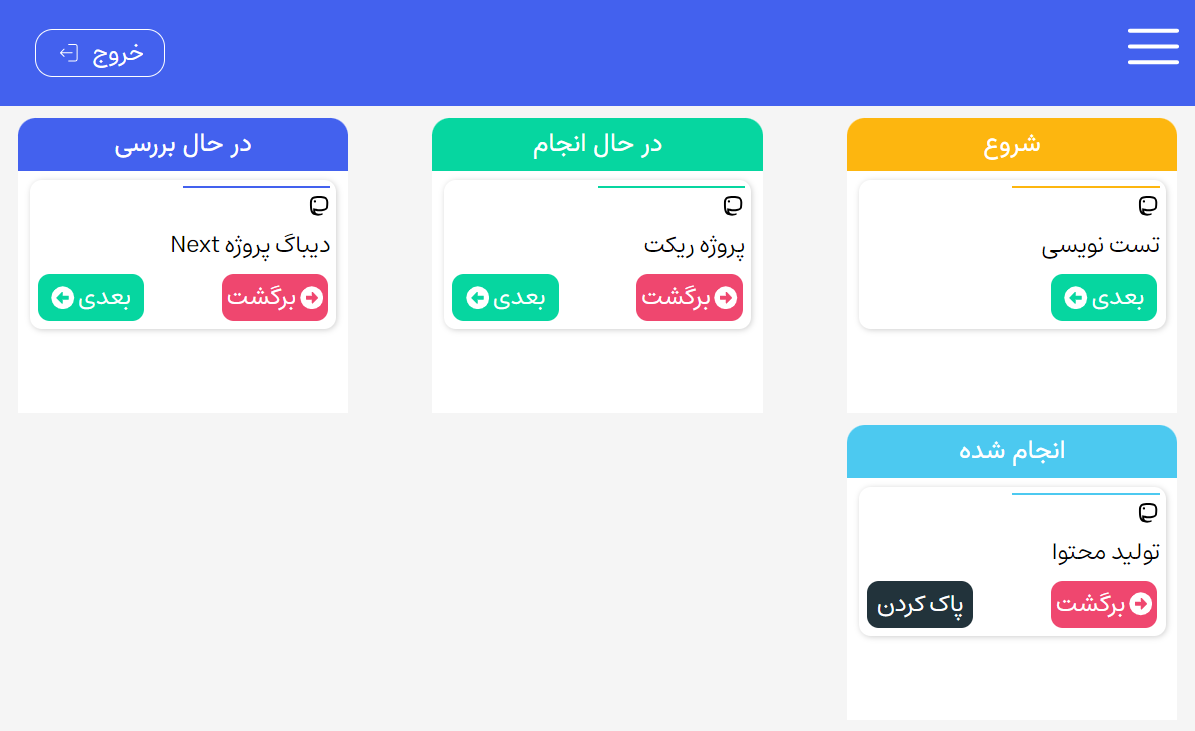 خروج
شروع
تست نویسی
بعدی
در حال انجام
پروژه ریکت
برگشت
بعدی
در حال بررسی
دیباگ پروژه Next
برگشت
بعدی
انجام شده
تولید محتوا
برگشت
پاک کردن